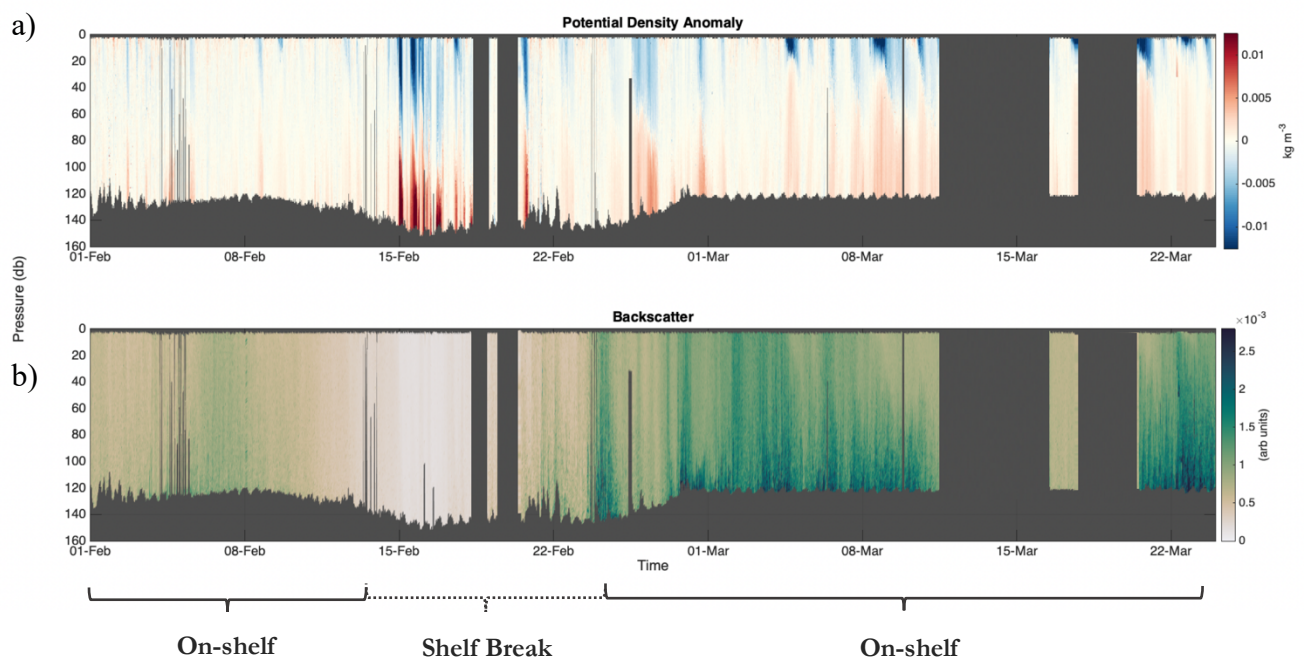 a)
Potential Density Anomaly
0
20
40
60
80
100
120
140
160
01-Feb 08-Feb 15-Feb 22-Feb 01-Mar 08-Mar 15-Mar 22-Mar
0.01
0.005
0
-0.005
-0.01
kg m⁻³
Pressure (db)
b)
Backscatter
0
20
40
60
80
100
120
140
160
01-Feb 08-Feb 15-Feb 22-Feb 01-Mar 08-Mar 15-Mar 22-Mar
Time
×10⁻³
2.5
2
1.5
1
0.5
0
(arb units)
On-shelf Shelf Break On-shelf